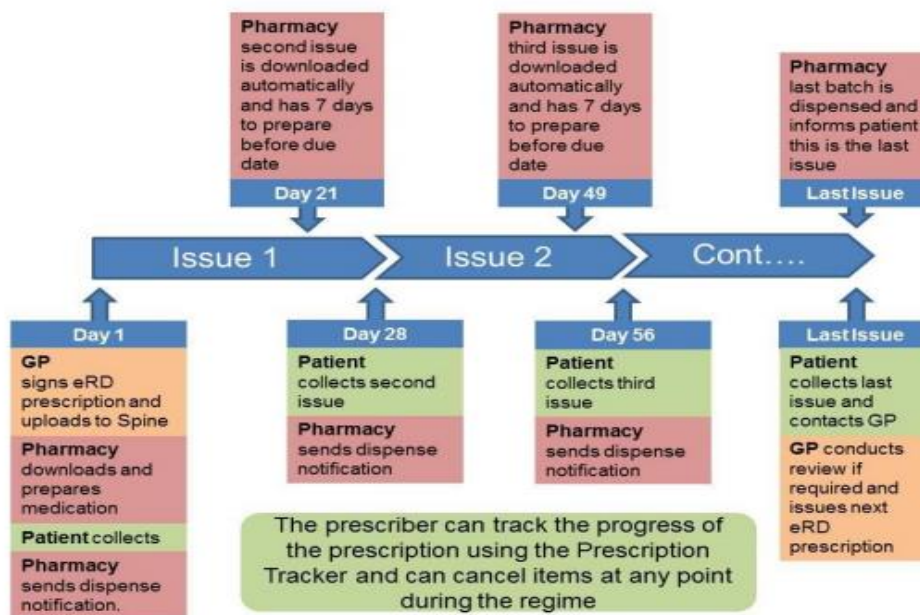 Pharmacy
second issue
is downloaded
automatically
and has 7 days
to prepare
before due
date
Day 21
Pharmacy
third issue is
downloaded
automatically
and has 7 days
to prepare
before due
date
Day 49
Pharmacy
last batch is
dispensed and
informs patient
this is the last
issue
Last Issue
Issue 1
Issue 2
Cont....
Day 1
GP
signs eRD
prescription and
uploads to Spine
Pharmacy
downloads and
prepares
medication
Patient collects
Pharmacy
sends dispense
notification.
Day 28
Patient
collects second
issue
Pharmacy
sends dispense
notification
Day 56
Patient
collects third
issue
Pharmacy
sends dispense
notification
Last Issue
Patient
collects last
issue and
contacts GP
GP conducts
review if
required and
issues next
eRD
prescription
The prescriber can track the progress of
the prescription using the Prescription
Tracker and can cancel items at any point
during the regime